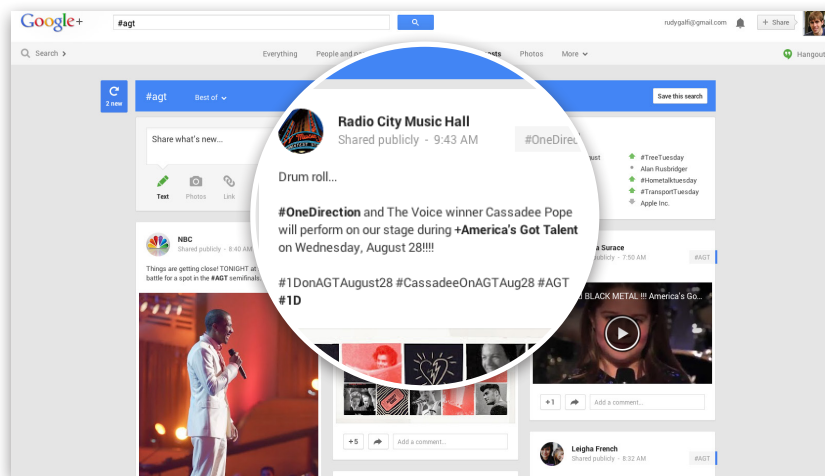 Google+
#agt
rudygalfi@gmail.com
+ Share
Search
Everything
Photos
More
Hangout
2 new
#agt
Best of
Save this search
Share what's new...
Text
Photos
Link
Radio City Music Hall
Shared publicly - 9:43 AM
#OneDirec
Drum roll...
#OneDirection and The Voice winner Cassadee Pope
will perform on our stage during +America's Got Talent
on Wednesday, August 28!!!!
#1DonAGTAugust28 #CassadeeOnAGTAug28 #AGT
#1D
#TreeTuesday
Alan Rusbridger
#Hometalktuesday
#TransportTuesday
Apple Inc.
NBC
Shared publicly - 8:40 AM
Things are getting close! TONIGHT at
battle for a spot in the #AGT semifinals
+5
Add a comment...
a Surace
publicly - 7:50 AM
#AGT
BLACK METAL !!! America's Go...
+1
Add a comment...
Leigha French
Shared publicly - 8:32 AM
#AGT